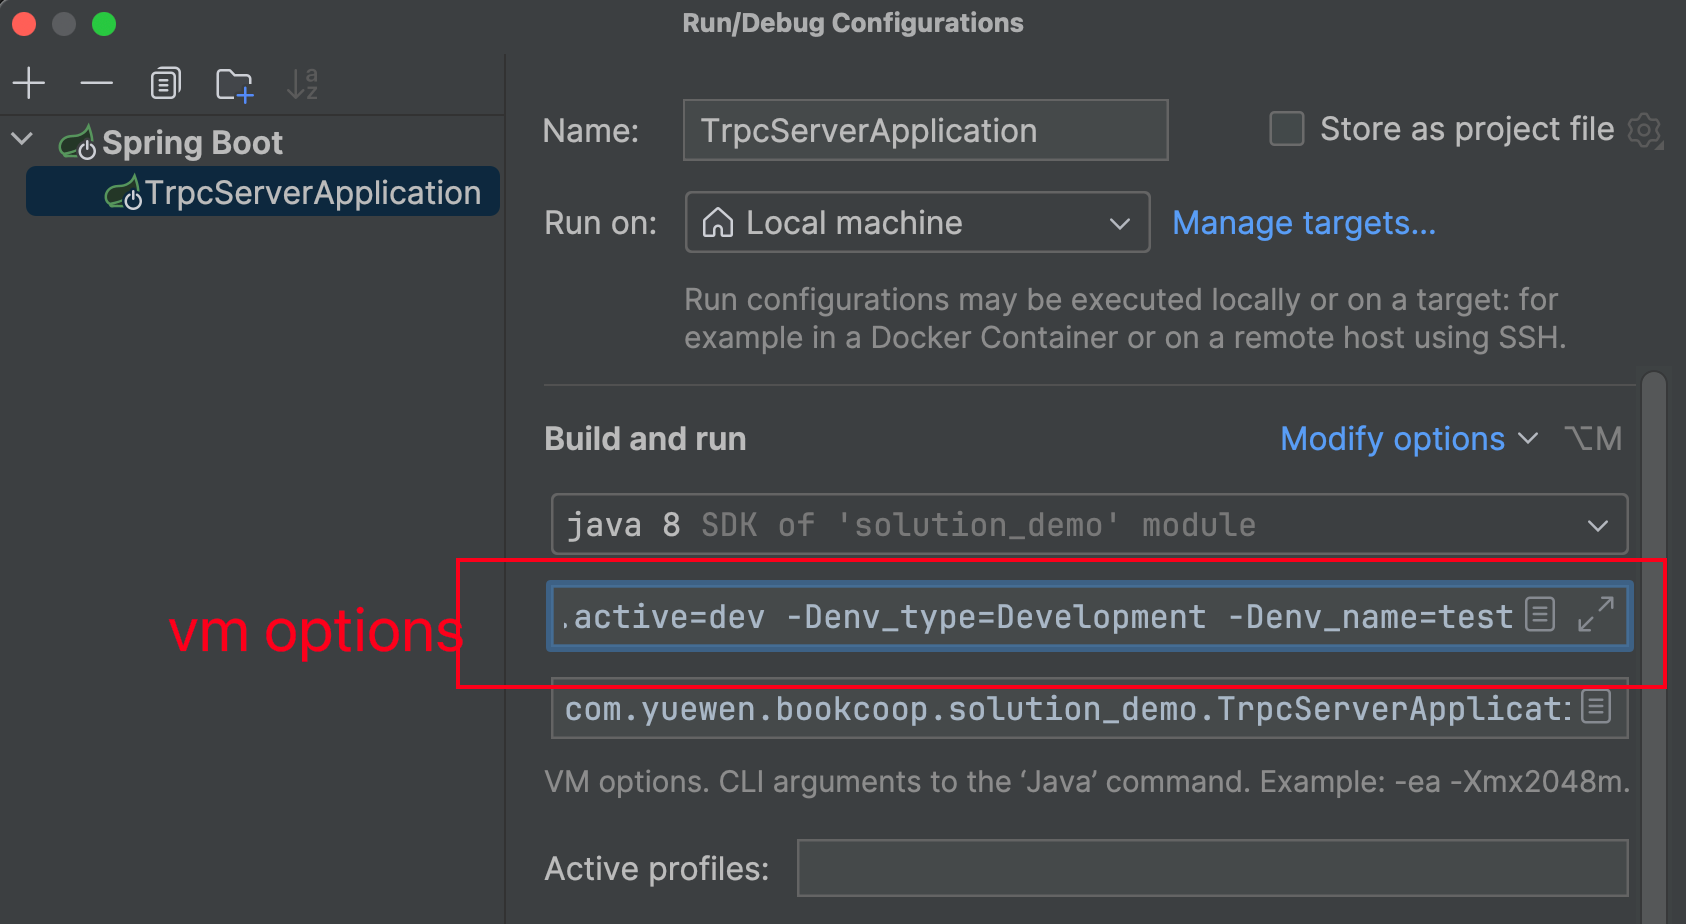 Run/Debug Configurations
Spring Boot
TrpcServerApplication
Name: TrpcServerApplication
Store as project file
Run on: Local machine
Manage targets...
Run configurations may be executed locally or on a target: for
example in a Docker Container or on a remote host using SSH.
Build and run
Modify options ⌥M
java 8 SDK of 'solution_demo' module
vm options
.active=dev -Denv_type=Development -Denv_name=test
com.yuewen.bookcoop.solution_demo.TrpcServerApplicati
VM options. CLI arguments to the ‘Java’ command. Example: -ea -Xmx2048m.
Active profiles: